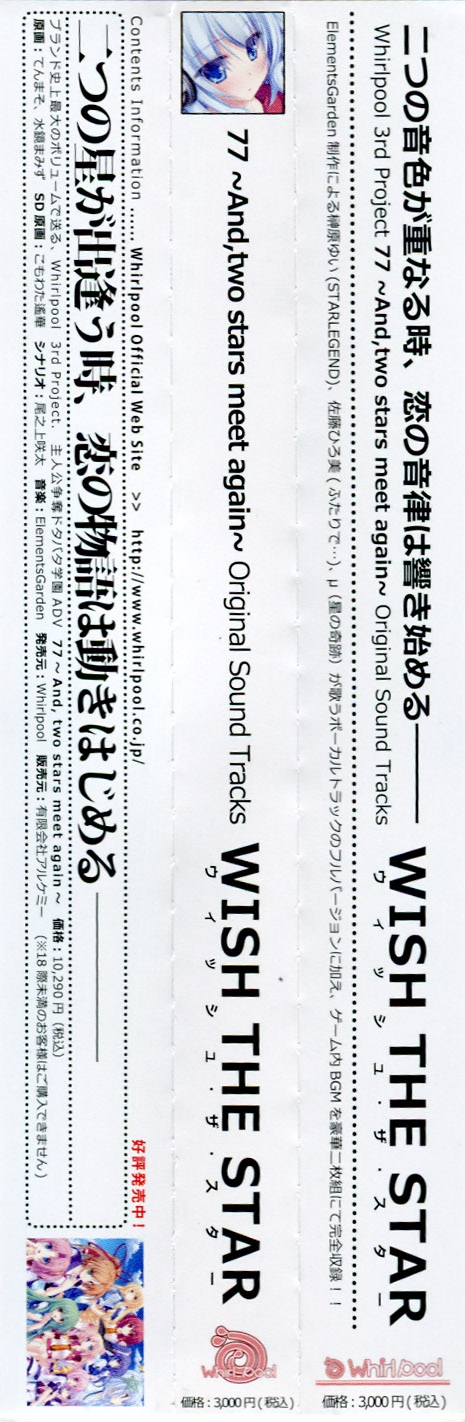 二つの音色が重なる時、恋の音律は響き始める――――
Whirlpool 3rd Project 77 ~And,two stars meet again~ Original Sound Tracks
WISH THE STAR
ウィッシュ・ザ・スター
ElementsGarden 制作による榊原ゆい (STARLEGEND)、佐藤ひろ美 ( ふたりで…)、μ（星の奇跡）が歌うボーカルトラックのフルバージョンに加え、ゲーム内 BGM を豪華二枚組にて完全収録！！
Whirlpool
価格 : 3,000 円 ( 税込 )
77 ~And,two stars meet again~ Original Sound Tracks
WISH THE STAR
ウィッシュ・ザ・スター
Whirlpool
価格 : 3,000 円 ( 税込 )
Contents Information …… Whirlpool Official Web Site >> http://www.whirlpool.co.jp/
好評発売中！
二つの星が出逢う時、恋の物語は動きはじめる――――
ブランド史上最大のボリュームで送る、Whirlpool 3rd Project. 主人公争奪ドタバタ学園 ADV 77 ~ And, two stars meet again ~ 価格 : 10,290 円（税込）
原画：てんまそ、水鏡まみず SD 原画：こもわた遙華 シナリオ：尾之上咲太 音楽：ElementsGarden 発売元：Whirlpool 販売元：有限会社アルケミー （※18 際未満のお客様はご購入できません）